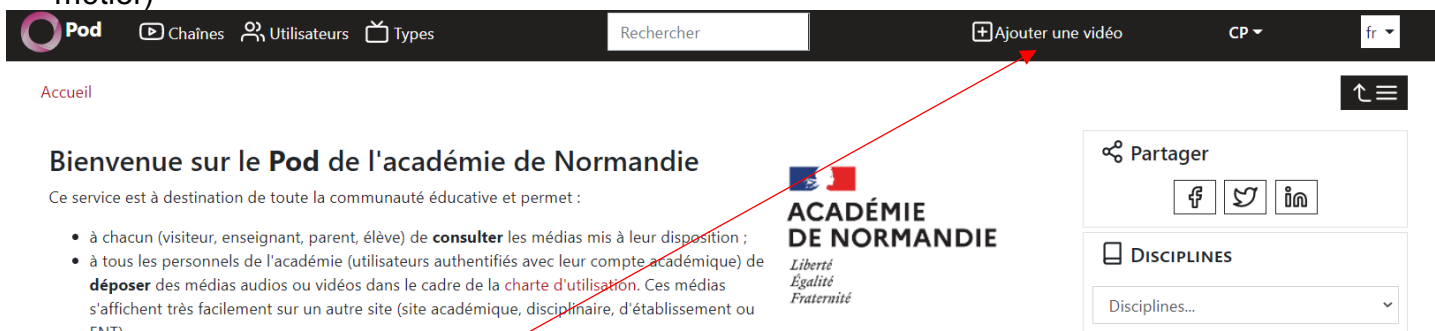 métier)
Pod Chaînes Utilisateurs Types Rechercher Ajouter une vidéo CP fr
Accueil
Bienvenue sur le Pod de l'académie de Normandie
Ce service est à destination de toute la communauté éducative et permet :
• à chacun (visiteur, enseignant, parent, élève) de consulter les médias mis à leur disposition ;
• à tous les personnels de l'académie (utilisateurs authentifiés avec leur compte académique) de
déposer des médias audios ou vidéos dans le cadre de la charte d'utilisation. Ces médias
s'affichent très facilement sur un autre site (site académique, disciplinaire, d'établissement ou
ENT)
ACADÉMIE
DE NORMANDIE
Liberté
Égalité
Fraternité
Partager
DISCIPLINES
Disciplines...